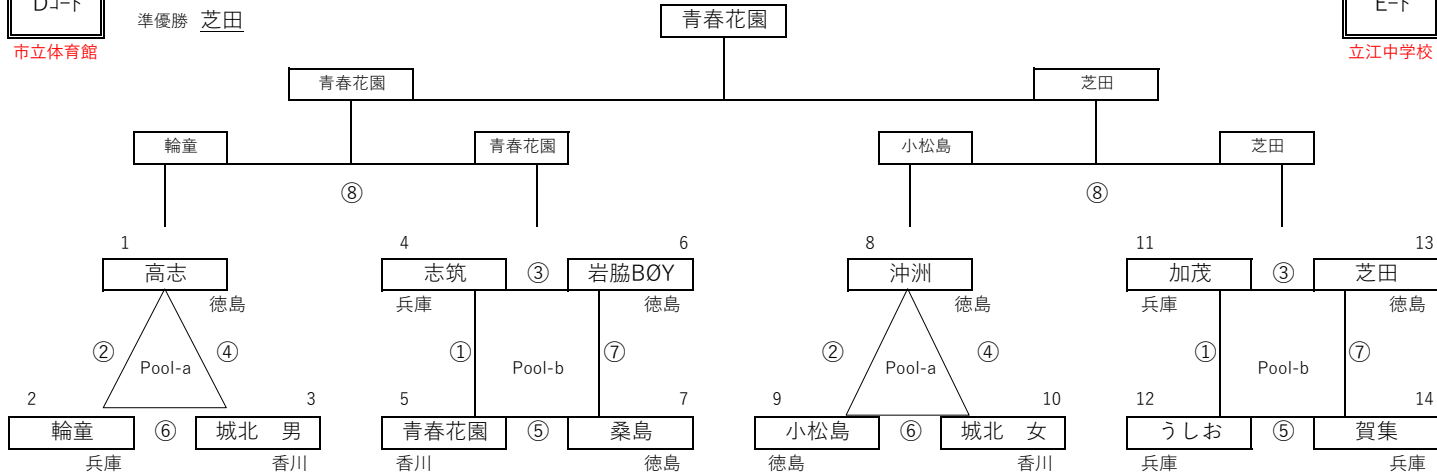 Dコート
準優勝 芝田
青春花園
市立体育館
立江中学校
青春花園 芝田
輪童 青春花園 小松島 芝田
⑧ ⑧
1 4 6 8 11 13
高志 志筑 ③ 岩脇BØY 沖洲 加茂 ③ 芝田
徳島 兵庫 徳島 徳島 兵庫 徳島
② ④ ① ⑦ ② ④ ① ⑦
Pool-a Pool-b Pool-a Pool-b
2 3 5 7 9 10 12 14
輪童 ⑥ 城北 男 青春花園 ⑤ 桑島 小松島 ⑥ 城北 女 うしお ⑤ 賀集
兵庫 香川 香川 徳島 徳島 香川 兵庫 兵庫